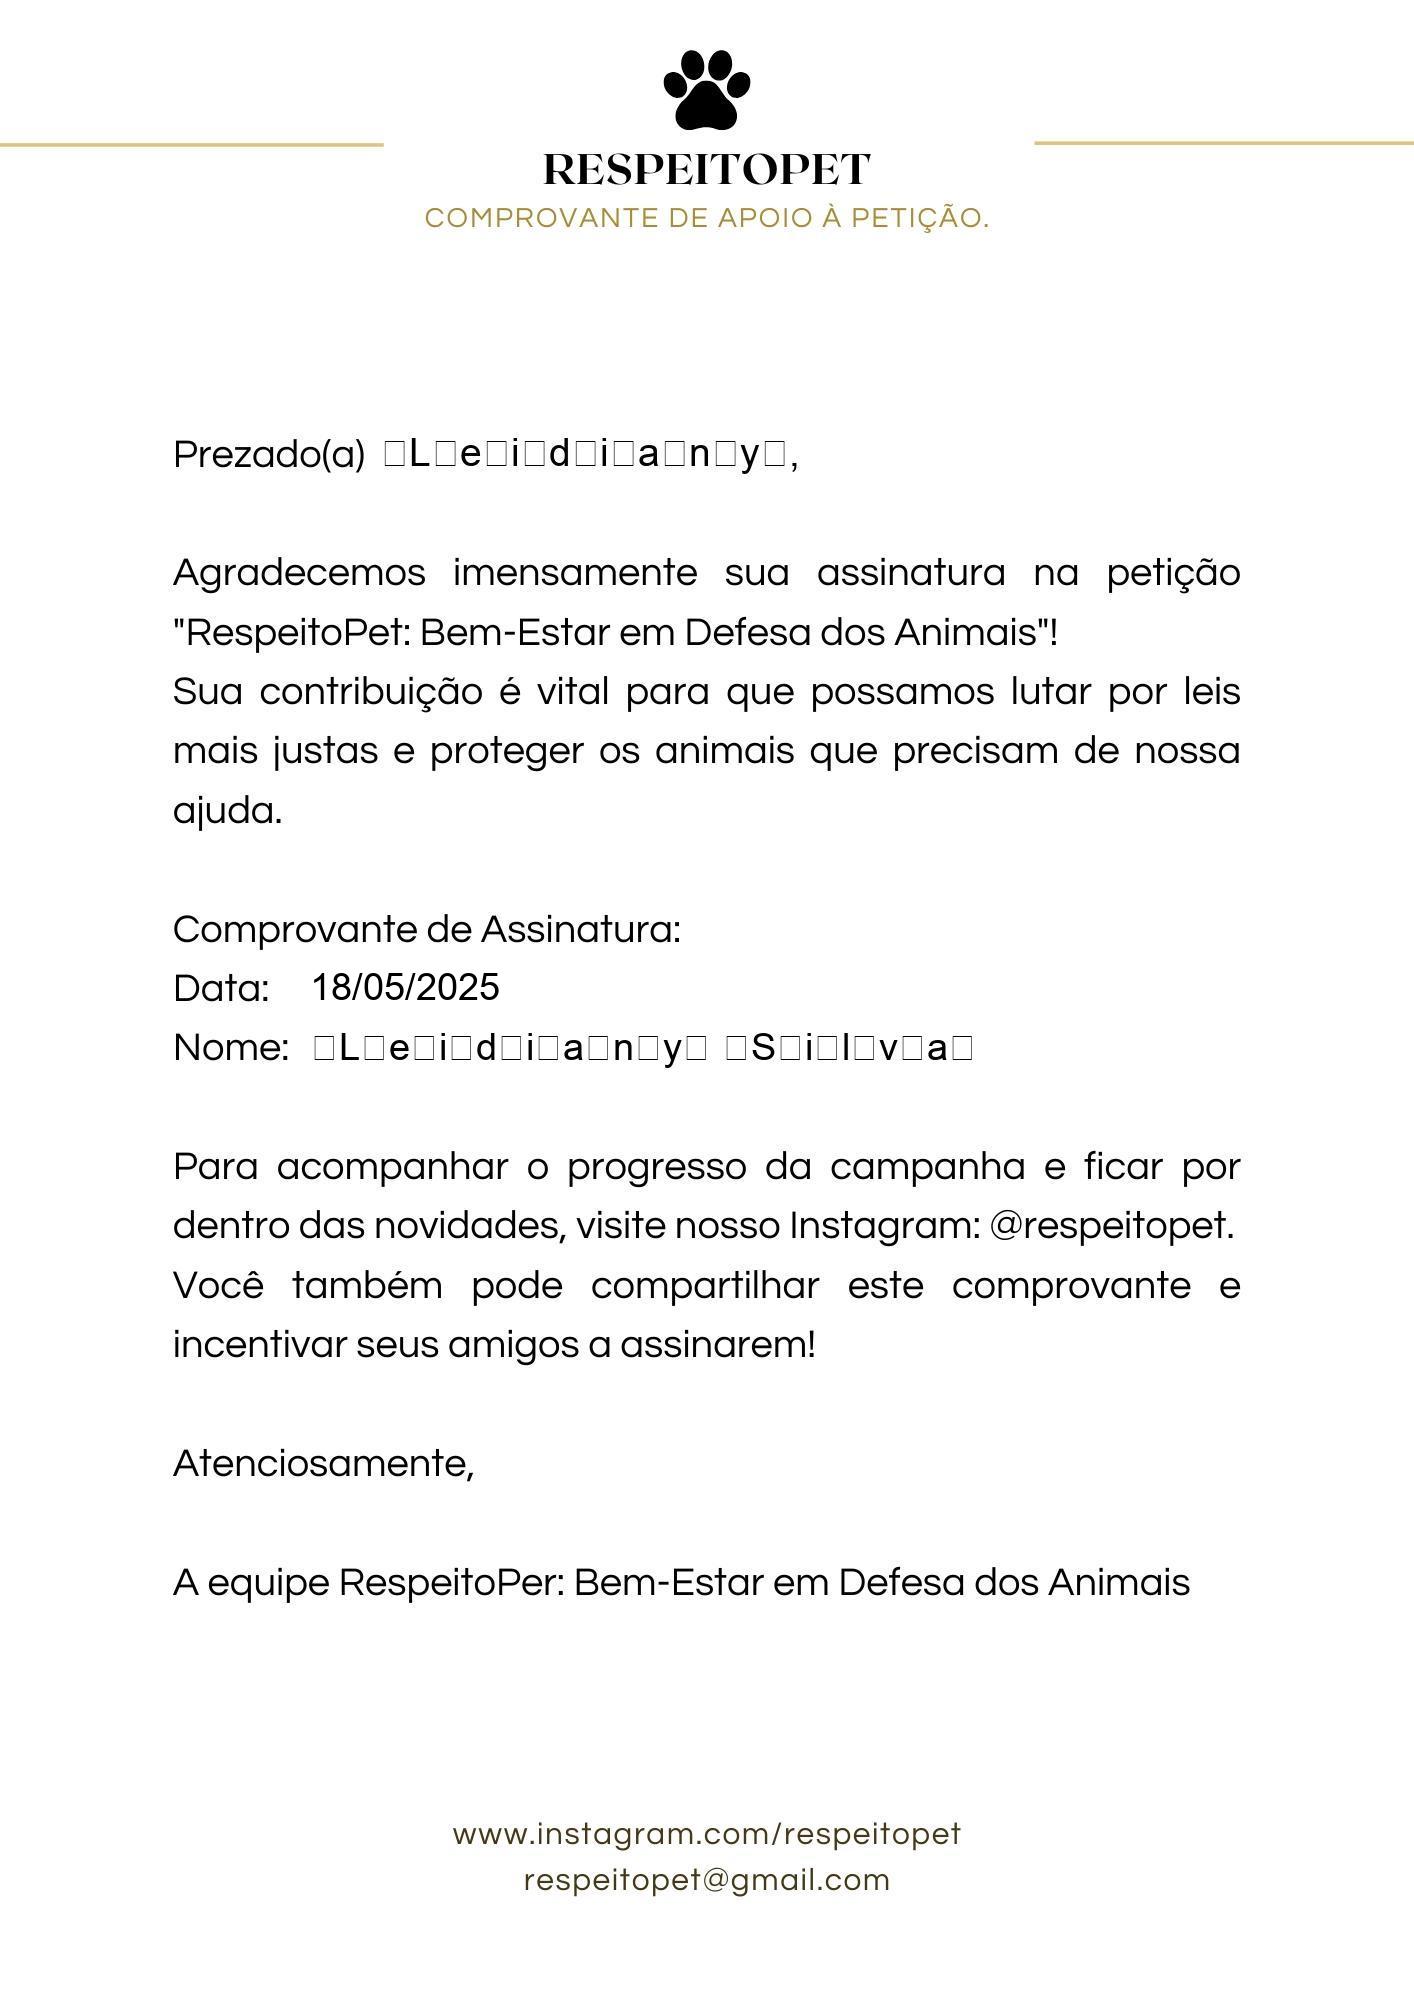 RESPEITOPET
COMPROVANTE DE APOIO À PETIÇÃO.
Prezado(a) □L□e□i□d□i□a□n□y□,
Agradecemos imensamente sua assinatura na petição
"RespeitoPet: Bem-Estar em Defesa dos Animais"!
Sua contribuição é vital para que possamos lutar por leis
mais justas e proteger os animais que precisam de nossa
ajuda.
Comprovante de Assinatura:
Data: 18/05/2025
Nome: □L□e□i□d□i□a□n□y□ □S□i□l□v□a□
Para acompanhar o progresso da campanha e ficar por
dentro das novidades, visite nosso Instagram: @respeitopet.
Você também pode compartilhar este comprovante e
incentivar seus amigos a assinarem!
Atenciosamente,
A equipe RespeitoPer: Bem-Estar em Defesa dos Animais
www.instagram.com/respeitopet
respeitopet@gmail.com